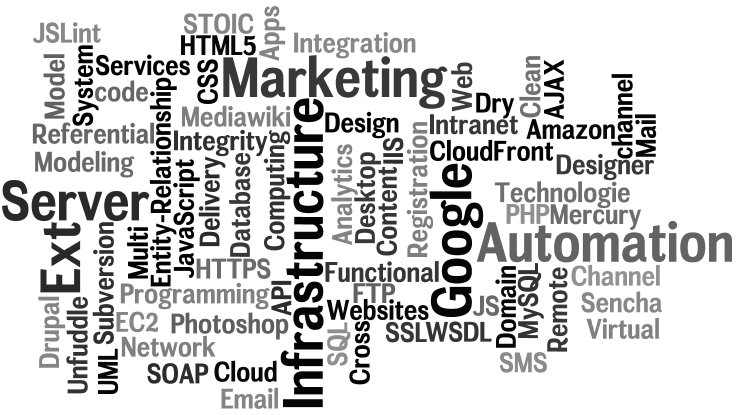 STOIC
Apps
JSLint
HTML5
Integration
Model
System
Services
CSS
Marketing
Web
Clean
AJAX
code
Dry
channel
Mail
Entity-Relationship
Mediawiki
Infrastructure
Design
Intranet
Amazon
Referential
Integrity
CloudFront
Modeling
Designer
JavaScript
Delivery
Database
Computing
Analytics
Desktop
Content
IIS
Registration
Google
Technologie
Server
PHP
Mercury
Ext
Subversion
Multi
Automation
HTTPS
Functional
Channel
Programming
API
FTP
JS
Domain
MySQL
Remote
Sencha
Drupal
Unfuddle
UML
EC2
Photoshop
Websites
SSL
WSDL
Virtual
SQL
Cross
Network
SOAP
Cloud
SMS
Email